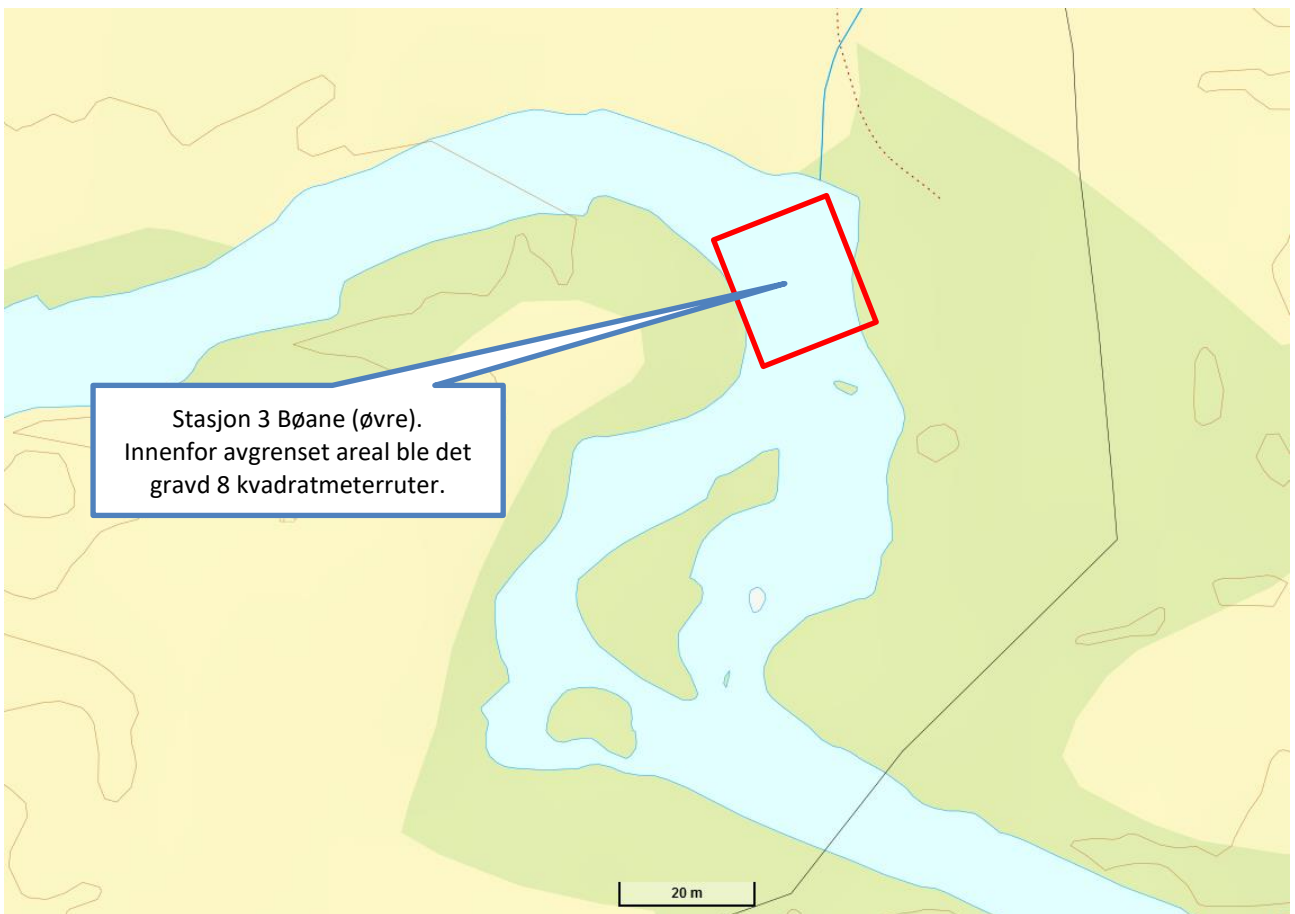 Stasjon 3 Bøane (øvre).
Innenfor avgrenset areal ble det
gravd 8 kvadratmeterruter.
20 m